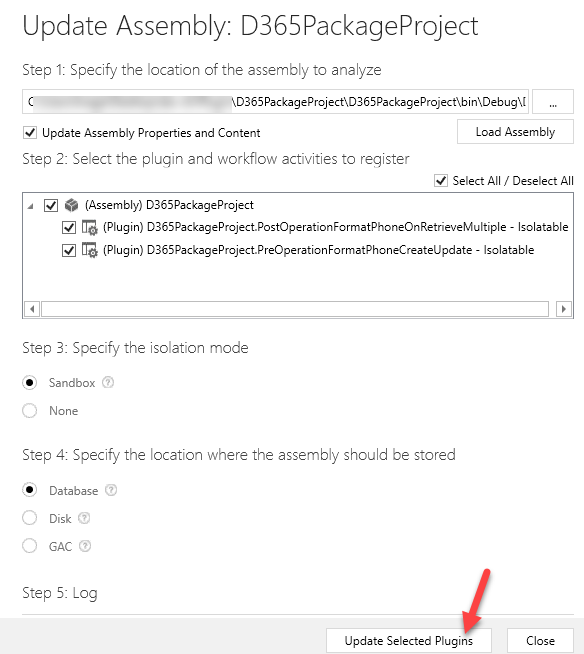 Update Assembly: D365PackageProject
Step 1: Specify the location of the assembly to analyze
\D365PackageProject\D365PackageProject\bin\Debug\
...
Update Assembly Properties and Content
Load Assembly
Step 2: Select the plugin and workflow activities to register
Select All / Deselect All
(Assembly) D365PackageProject
(Plugin) D365PackageProject.PostOperationFormatPhoneOnRetrieveMultiple - Isolatable
(Plugin) D365PackageProject.PreOperationFormatPhoneCreateUpdate - Isolatable
Step 3: Specify the isolation mode
Sandbox ?
None
Step 4: Specify the location where the assembly should be stored
Database ?
Disk ?
GAC ?
Step 5: Log
Update Selected Plugins
Close